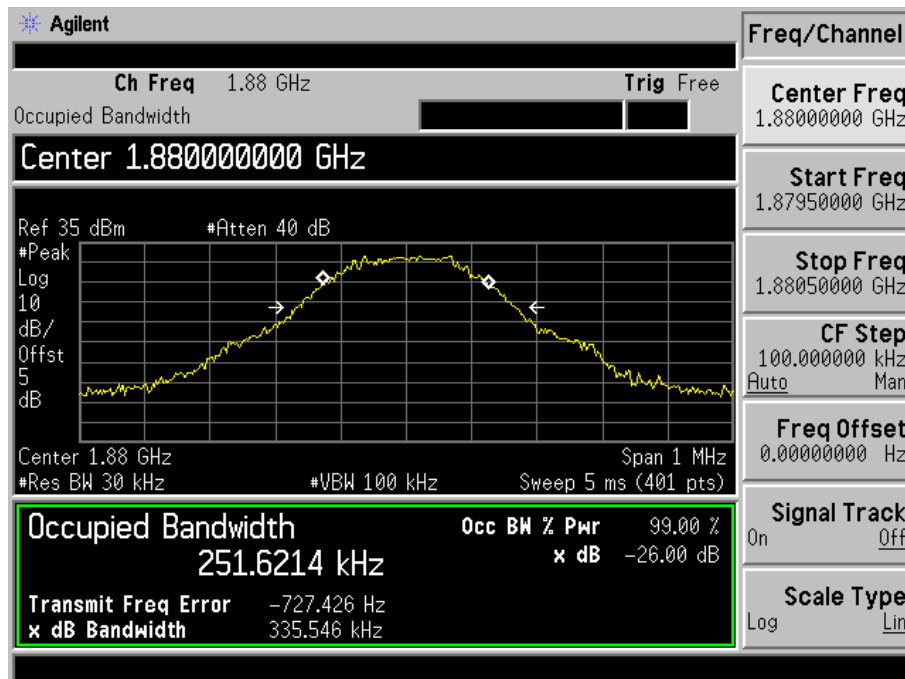 Agilent
Freq/Channel
Ch Freq 1.88 GHz Trig Free
Occupied Bandwidth
Center 1.880000000 GHz
Ref 35 dBm #Atten 40 dB
#Peak
Log
10
dB/
Offst
5
dB
Center 1.88 GHz Span 1 MHz
#Res BW 30 kHz #VBW 100 kHz Sweep 5 ms (401 pts)
Occupied Bandwidth
251.6214 kHz
Occ BW % Pwr 99.00 %
x dB -26.00 dB
Transmit Freq Error -727.426 Hz
x dB Bandwidth 335.546 kHz
Center Freq
1.88000000 GHz
Start Freq
1.87950000 GHz
Stop Freq
1.88050000 GHz
CF Step
100.000000 kHz
Auto Man
Freq Offset
0.00000000 Hz
Signal Track
On Off
Scale Type
Log Lin